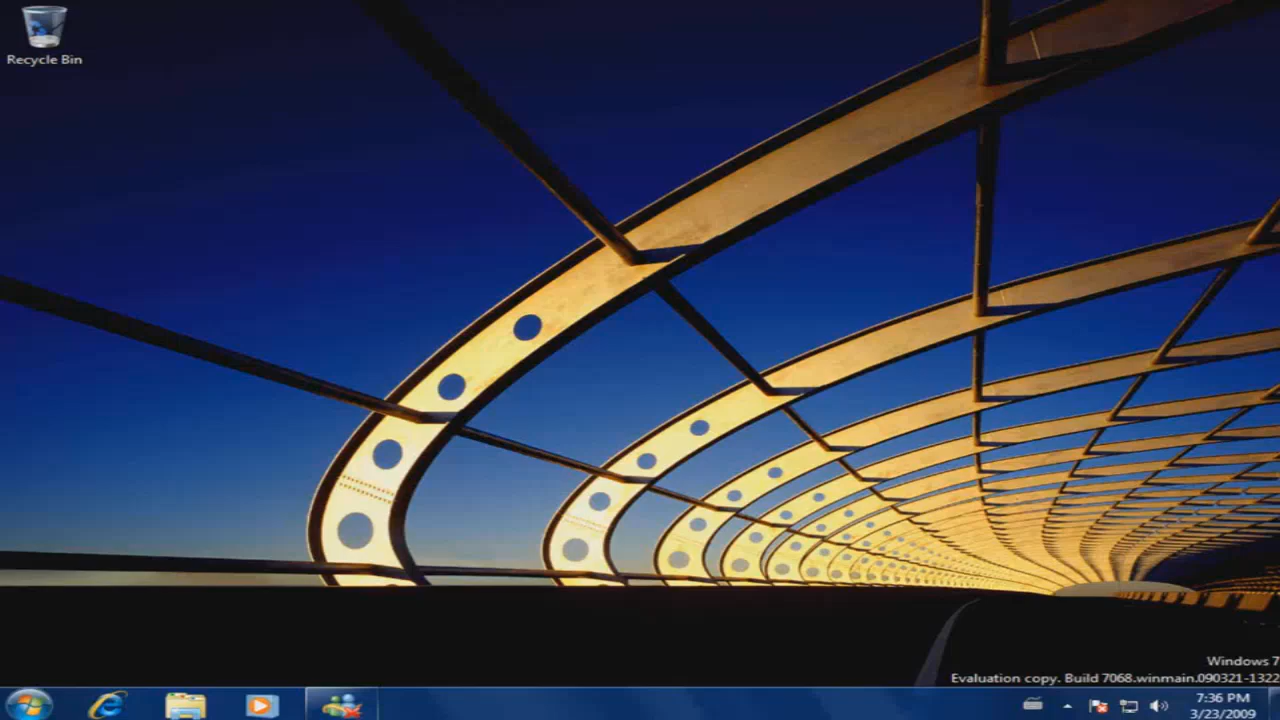 Recycle Bin
Windows 7
Evaluation copy. Build 7068.winmain.090321-1322
7:36 PM
3/23/2009